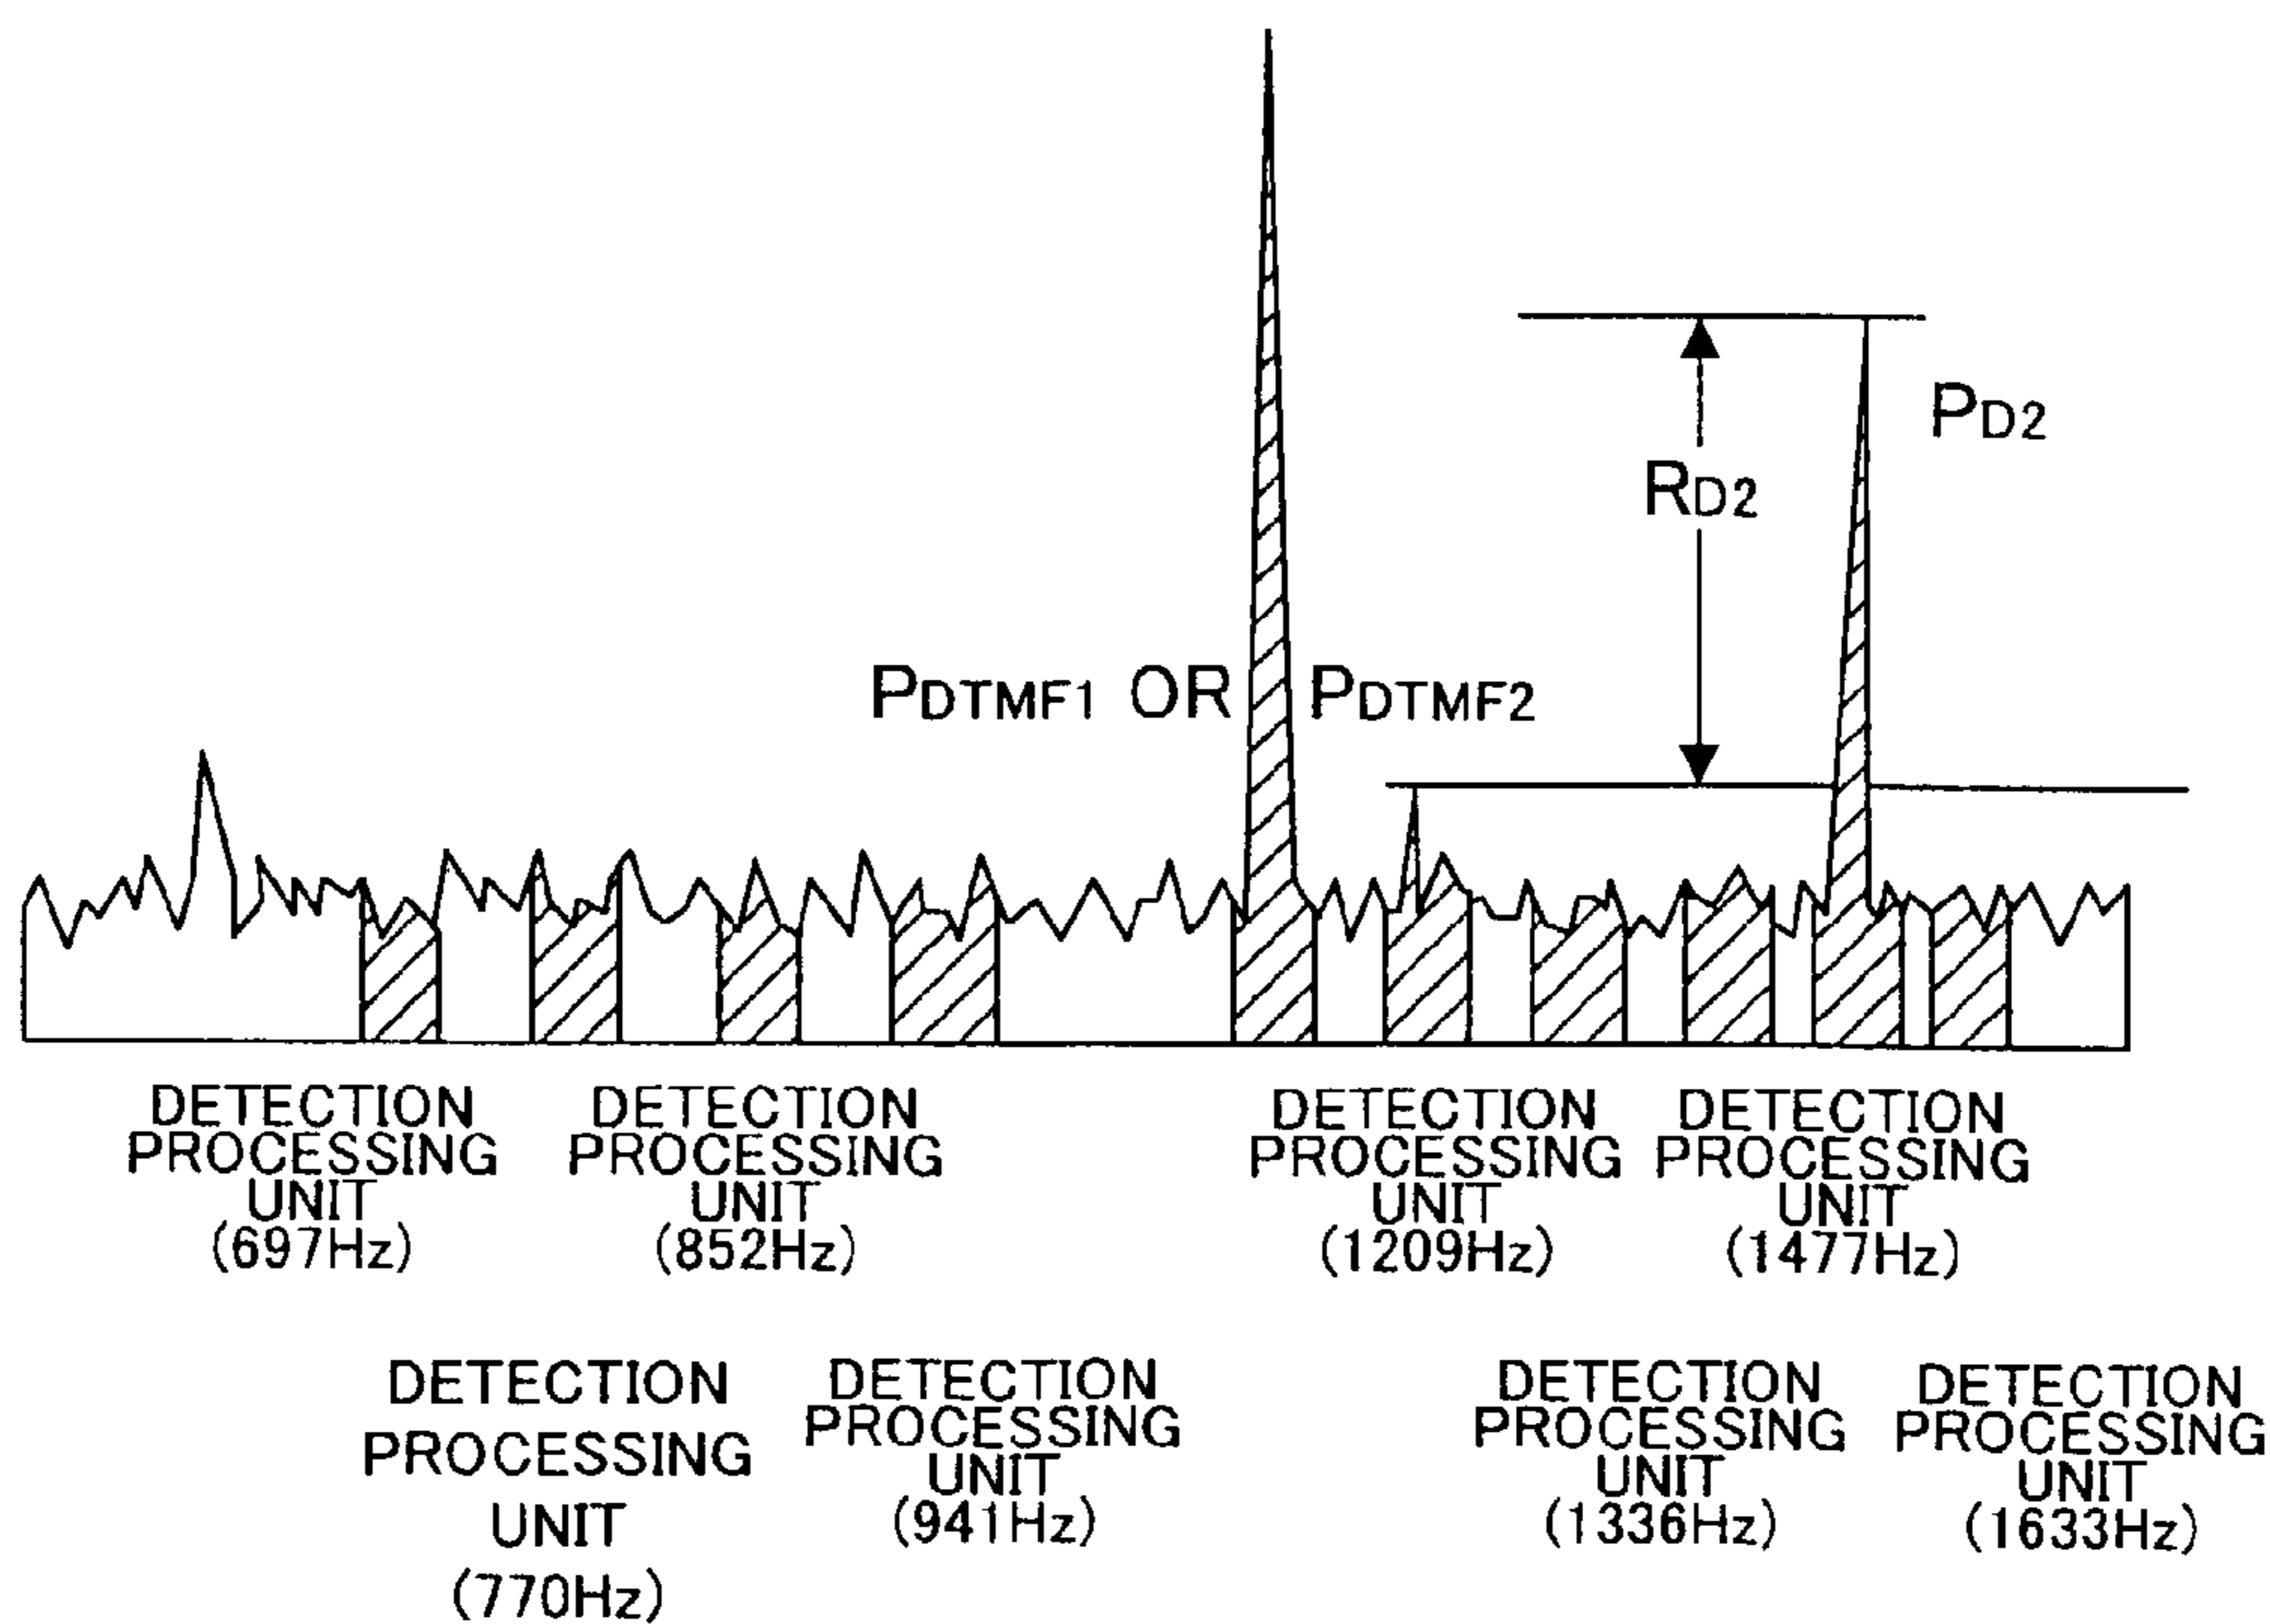 PD2
RD2
PDTMF1 OR PDTMF2
DETECTION
PROCESSING
UNIT
(697Hz)
DETECTION
PROCESSING
UNIT
(852Hz)
DETECTION
PROCESSING
UNIT
(1209Hz)
DETECTION
PROCESSING
UNIT
(1477Hz)
DETECTION
PROCESSING
UNIT
(770Hz)
DETECTION
PROCESSING
UNIT
(941Hz)
DETECTION
PROCESSING
UNIT
(1336Hz)
DETECTION
PROCESSING
UNIT
(1633Hz)